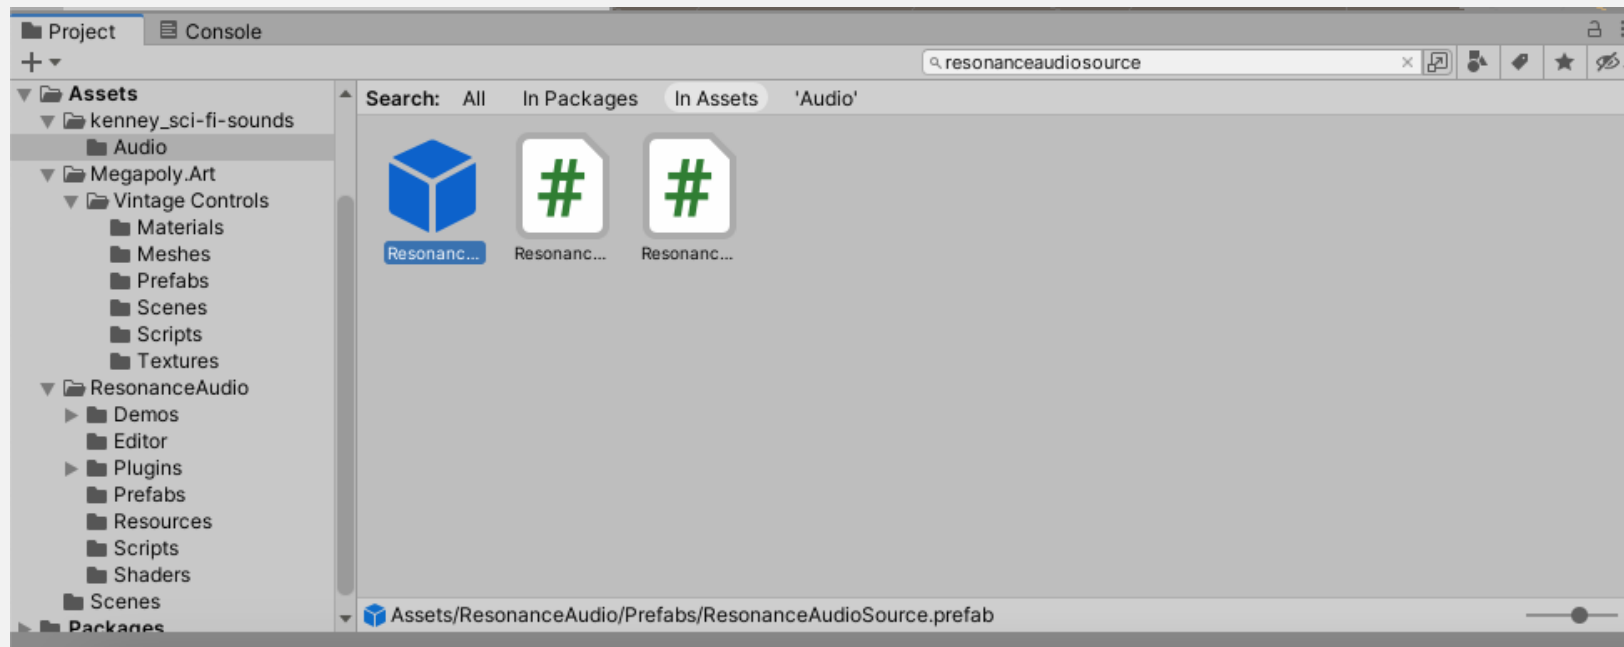 Project Console
resonanceaudiosource
Assets
kenney_sci-fi-sounds
Audio
Megapoly.Art
Vintage Controls
Materials
Meshes
Prefabs
Scenes
Scripts
Textures
ResonanceAudio
Demos
Editor
Plugins
Prefabs
Resources
Scripts
Shaders
Scenes
Packages
Search: All In Packages In Assets 'Audio'
# #
Resonanc... Resonanc... Resonanc...
Assets/ResonanceAudio/Prefabs/ResonanceAudioSource.prefab